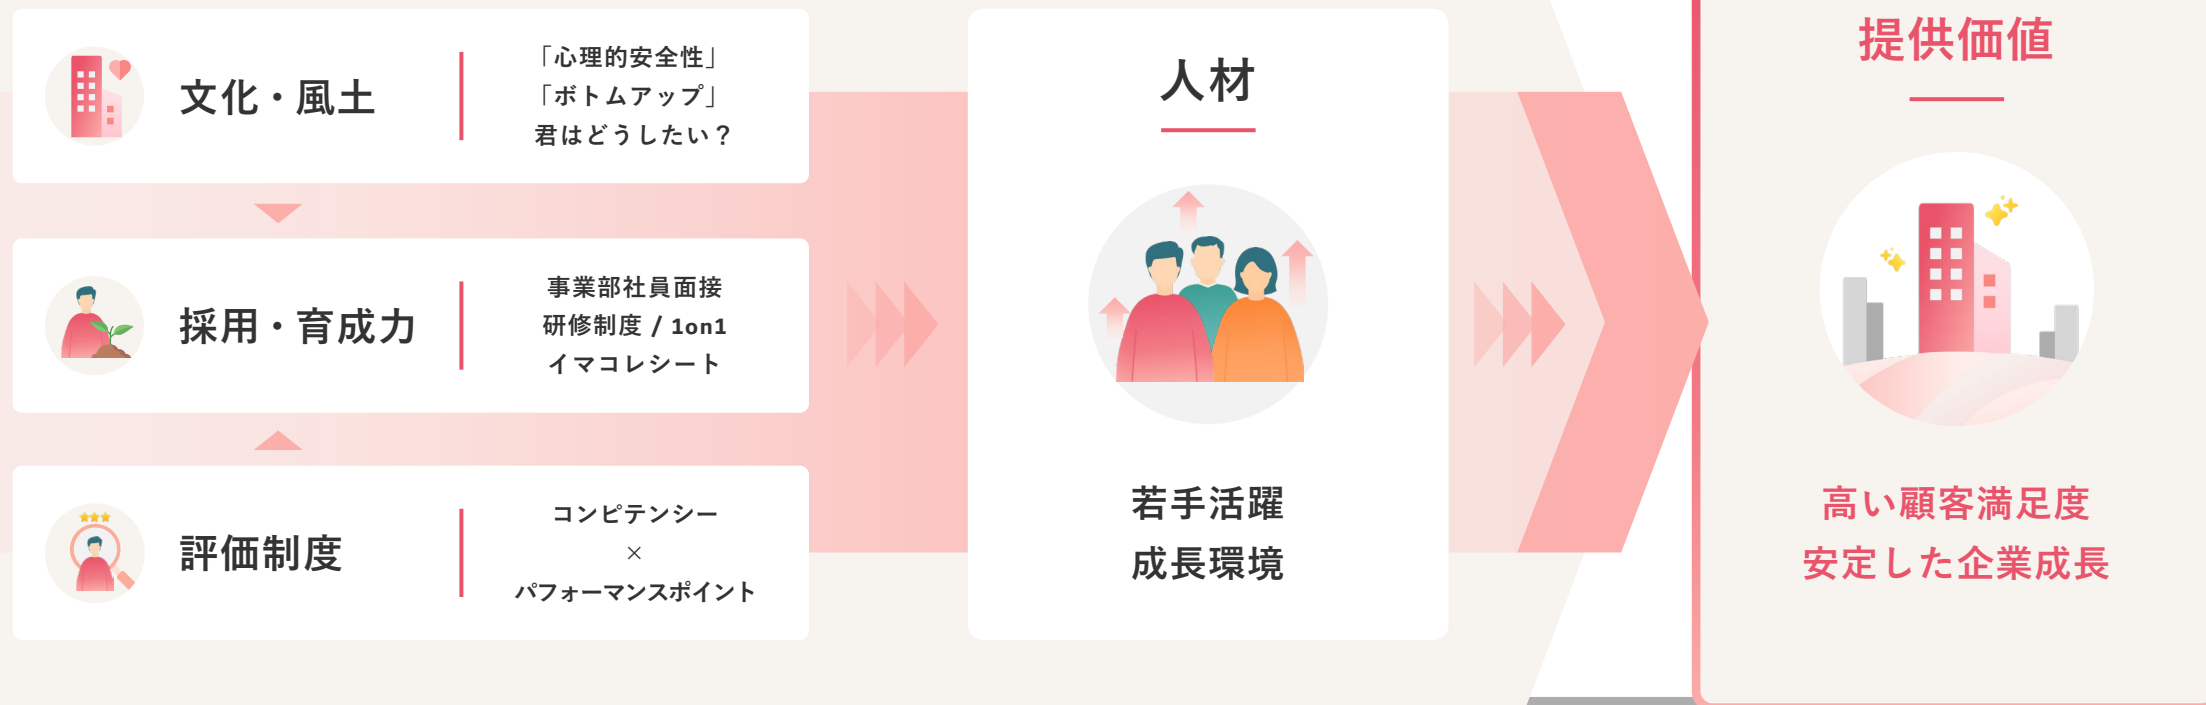 文化・風土
「心理的安全性」
「ボトムアップ」
君はどうしたい？
採用・育成力
事業部社員面接
研修制度 / 1on1
イマコレシート
評価制度
コンピテンシー
×
パフォーマンスポイント
人材
若手活躍
成長環境
提供価値
高い顧客満足度
安定した企業成長